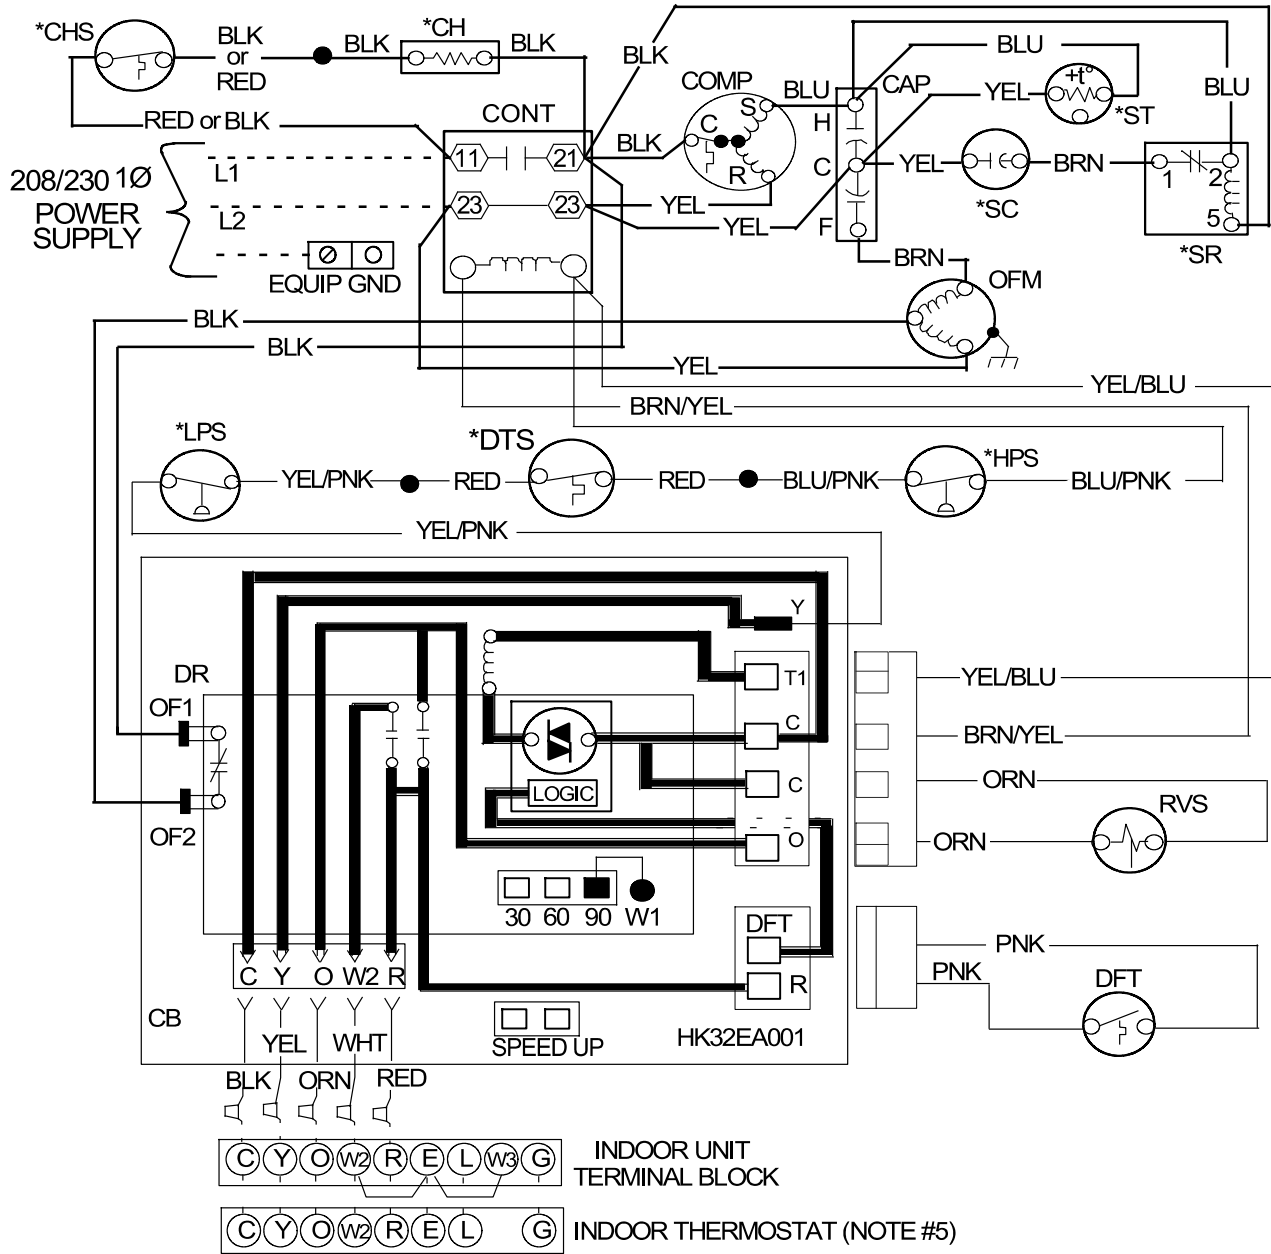 *CHS
BLK
or
RED
BLK
*CH
BLK
BLK
RED or BLK
CONT
COMP
BLU
CAP
BLU
YEL
+t°
*ST
BLU
208/230 1Ø
POWER
SUPPLY
L1
L2
EQUIP GND
11
21
23
23
BLK
S
C
R
YEL
YEL
H
C
F
YEL
*SC
BRN
1
2
5
*SR
BRN
OFM
BLK
BLK
YEL
YEL/BLU
BRN/YEL
*LPS
YEL/PNK
RED
*DTS
RED
BLU/PNK
*HPS
BLU/PNK
YEL/PNK
Y
DR
OF1
OF2
T1
C
C
O
LOGIC
30
60
90
W1
YEL/BLU
BRN/YEL
ORN
RVS
ORN
DFT
R
PNK
PNK
DFT
C Y O W2 R
CB
SPEED UP
HK32EA001
YEL
WHT
BLK
ORN
RED
C Y O W2 R E L W3 G
INDOOR UNIT
TERMINAL BLOCK
C Y O W2 R E L G
INDOOR THERMOSTAT (NOTE #5)